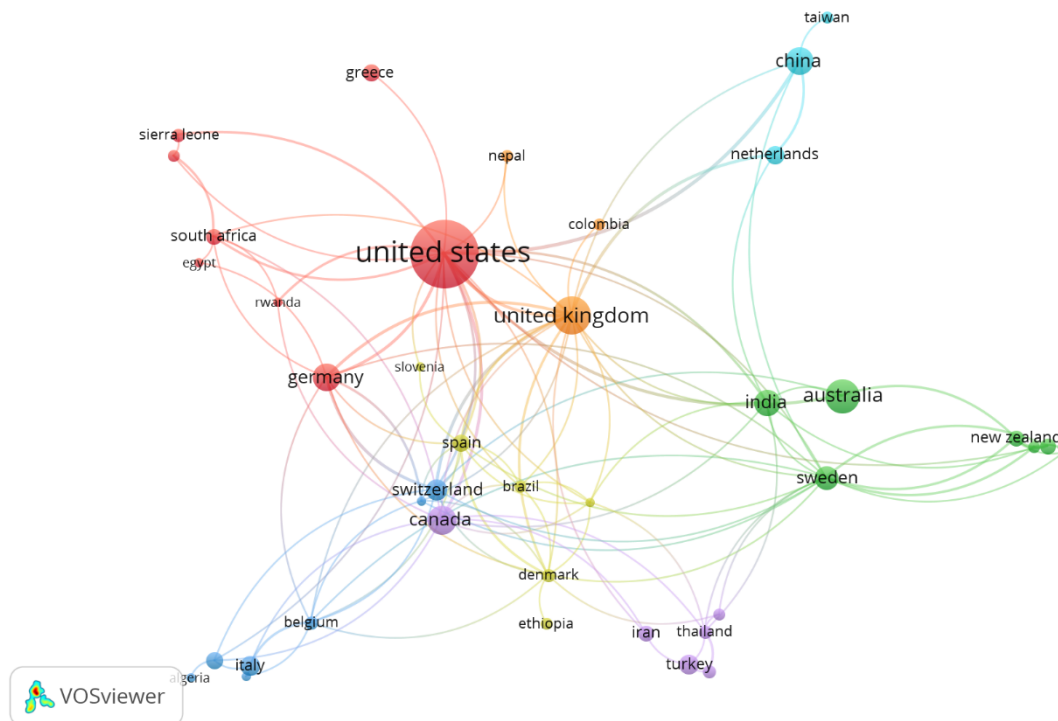 taiwan
china
greece
sierra leone
nepal
netherlands
colombia
south africa
united states
egypt
rwanda
united kingdom
slovenia
germany
india
australia
spain
new zealand
switzerland
brazil
sweden
canada
denmark
belgium
ethiopia
iran
thailand
italy
turkey
algeria
VOSviewer